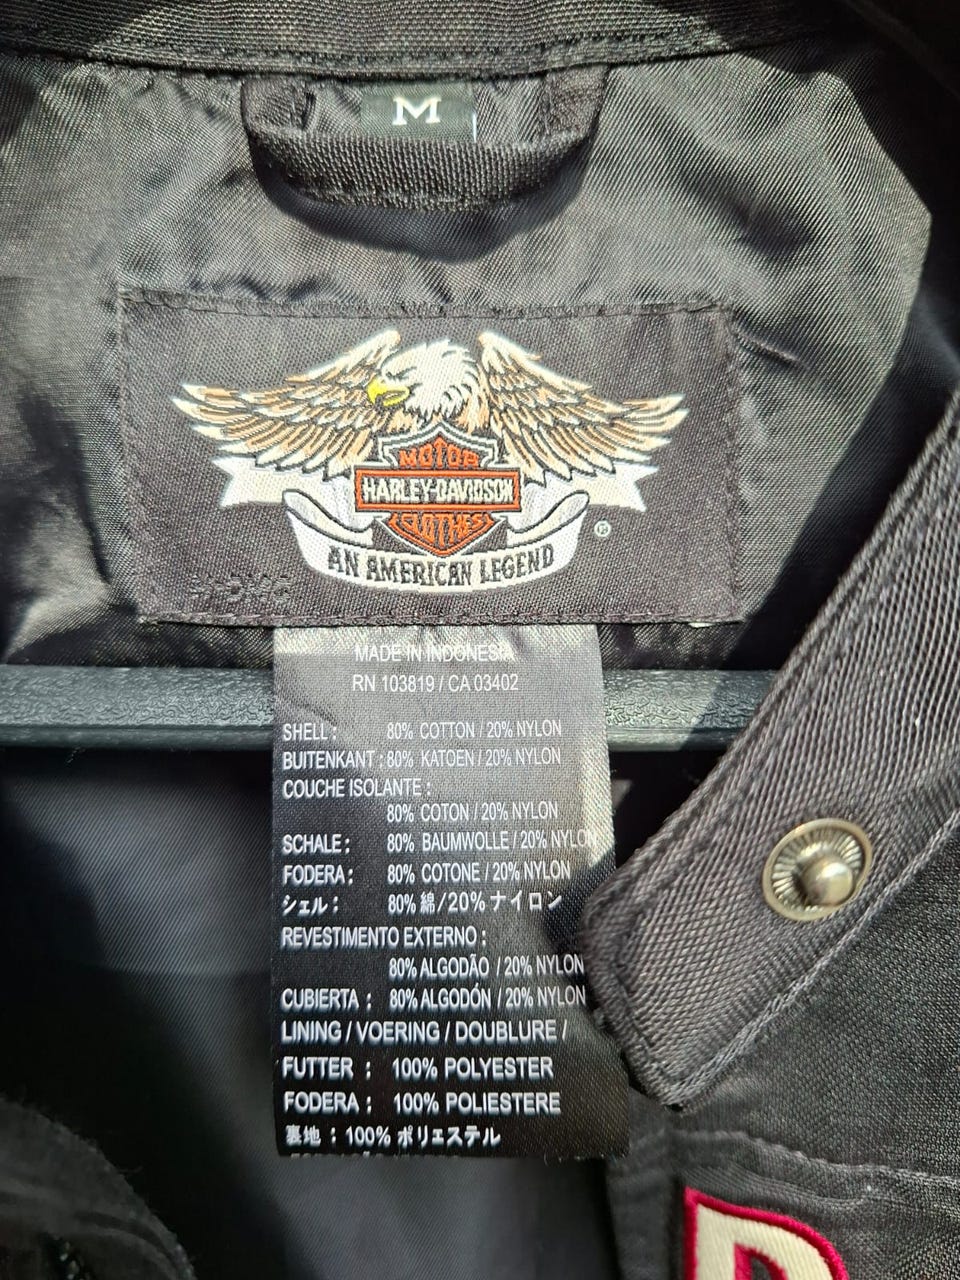 M
MOTOR
HARLEY-DAVIDSON
CLOTHES
®
AN AMERICAN LEGEND
MADE IN INDONESIA
RN 103819 / CA 03402
SHELL : 80% COTTON / 20% NYLON
BUITENKANT : 80% KATOEN / 20% NYLON
COUCHE ISOLANTE :
80% COTON / 20% NYLON
SCHALE : 80% BAUMWOLLE / 20% NYLON
FODERA : 80% COTONE / 20% NYLON
シェル : 80% 綿/20% ナイロン
REVESTIMENTO EXTERNO :
80% ALGODÃO / 20% NYLON
CUBIERTA : 80% ALGODÓN / 20% NYLON
LINING / VOERING / DOUBLURE /
FUTTER : 100% POLYESTER
FODERA : 100% POLIESTERE
裏地 : 100% ポリェステル